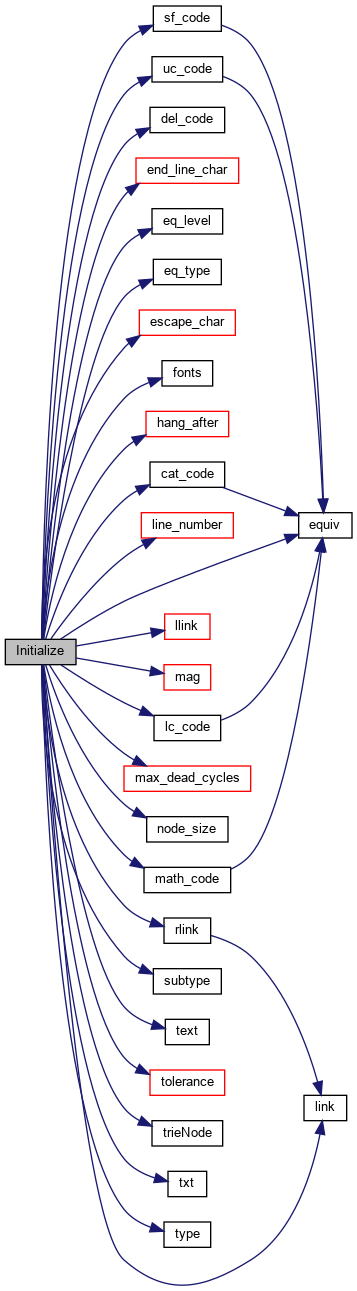 sf_code
uc_code
del_code
end_line_char
eq_level
eq_type
escape_char
fonts
hang_after
cat_code
line_number
equiv
llink
Initialize
mag
lc_code
max_dead_cycles
node_size
math_code
rlink
subtype
text
tolerance
link
trieNode
txt
type